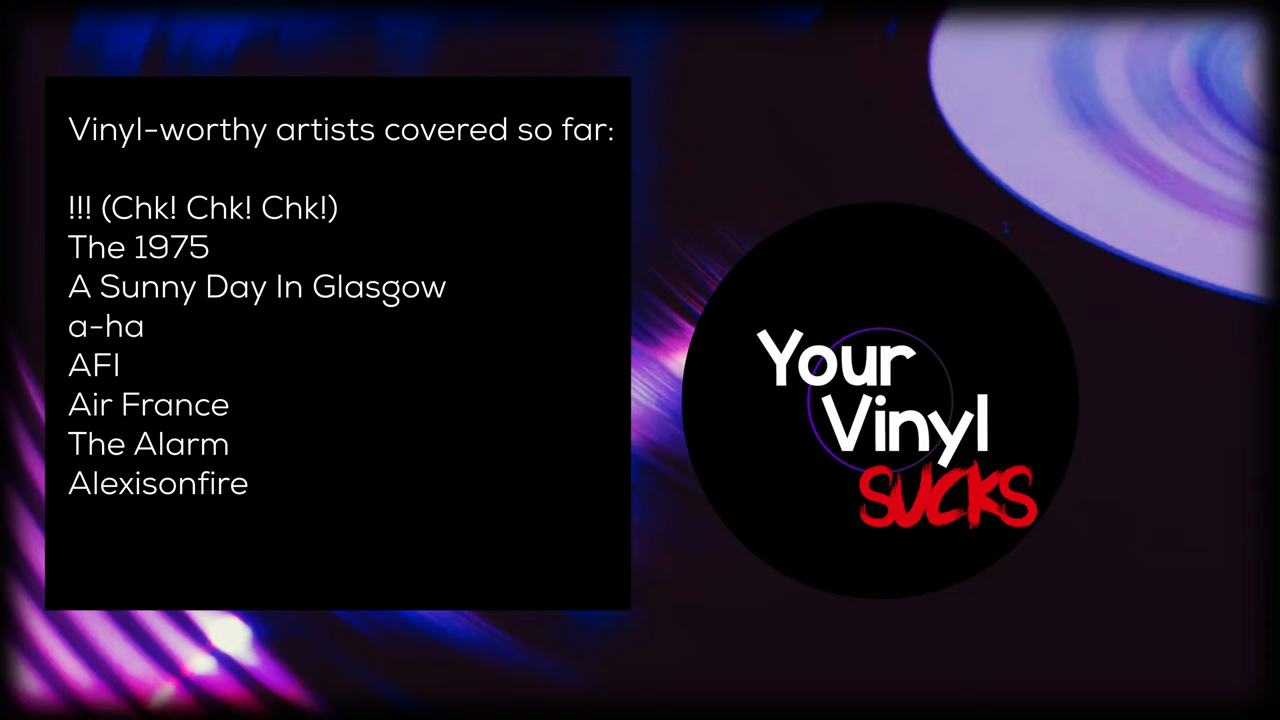 Vinyl-worthy artists covered so far:
!!! (Chk! Chk! Chk!)
The 1975
A Sunny Day In Glasgow
a-ha
AFI
Air France
The Alarm
Alexisonfire
Your
Vinyl
SUCKS